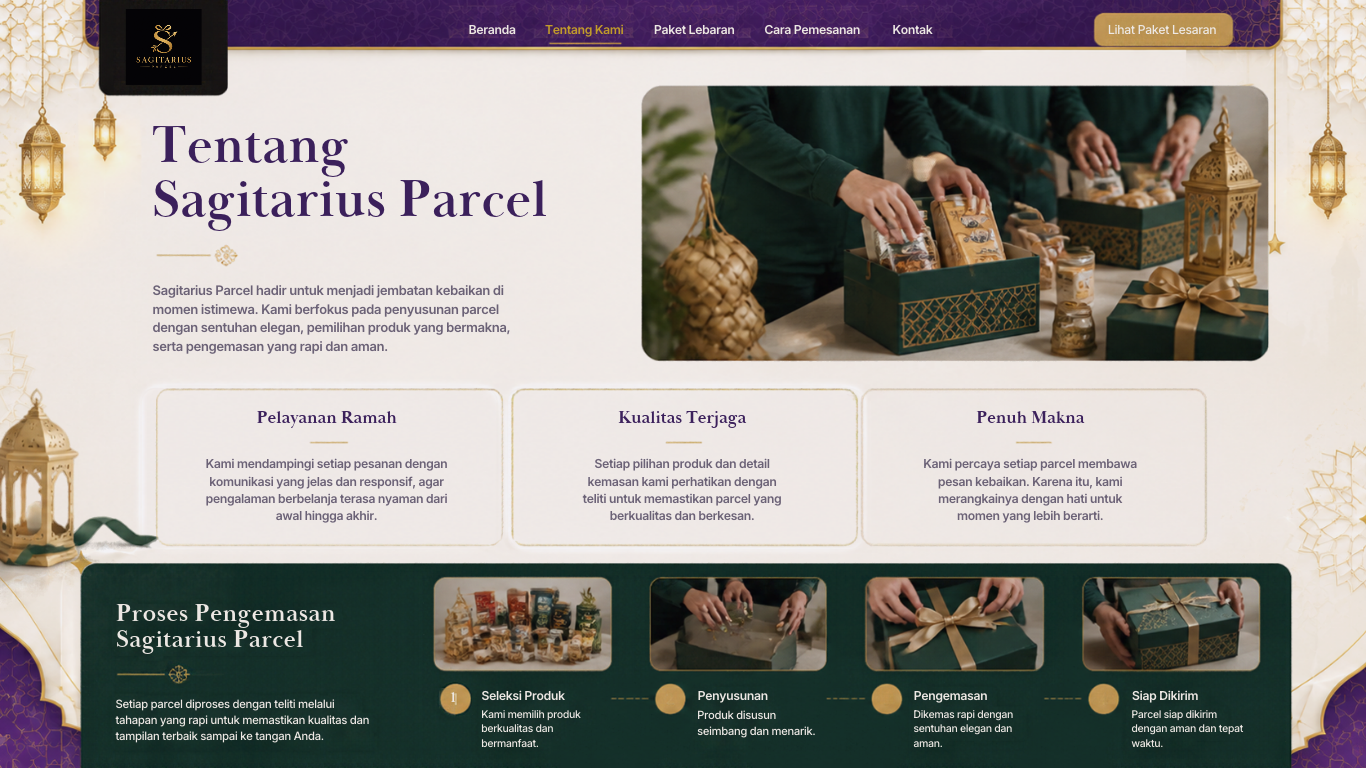 SAGITARIUS
Beranda
Tentang Kami
Paket Lebaran
Cara Pemesanan
Kontak
Lihat Paket Lesaran
Tentang
Sagitarius Parcel
Sagitarius Parcel hadir untuk menjadi jembatan kebaikan di
momen istimewa. Kami berfokus pada penyusunan parcel
dengan sentuhan elegan, pemilihan produk yang bermakna,
serta pengemasan yang rapi dan aman.
Pelayanan Ramah
Kami mendampingi setiap pesanan dengan
komunikasi yang jelas dan responsif, agar
pengalaman berbelanja terasa nyaman dari
awal hingga akhir.
Kualitas Terjaga
Setiap pilihan produk dan detail
kemasan kami perhatikan dengan
teliti untuk memastikan parcel yang
berkualitas dan berkesan.
Penuh Makna
Kami percaya setiap parcel membawa
pesan kebaikan. Karena itu, kami
merangkainya dengan hati untuk
momen yang lebih berarti.
Proses Pengemasan
Sagitarius Parcel
Setiap parcel diproses dengan teliti melalui
tahapan yang rapi untuk memastikan kualitas dan
tampilan terbaik sampai ke tangan Anda.
1
Seleksi Produk
Kami memilih produk
berkualitas dan
bermanfaat.
Penyusunan
Produk disusun
seimbang dan menarik.
Pengemasan
Dikemas rapi dengan
sentuhan elegan dan
aman.
Siap Dikirim
Parcel siap dikirim
dengan aman dan tepat
waktu.